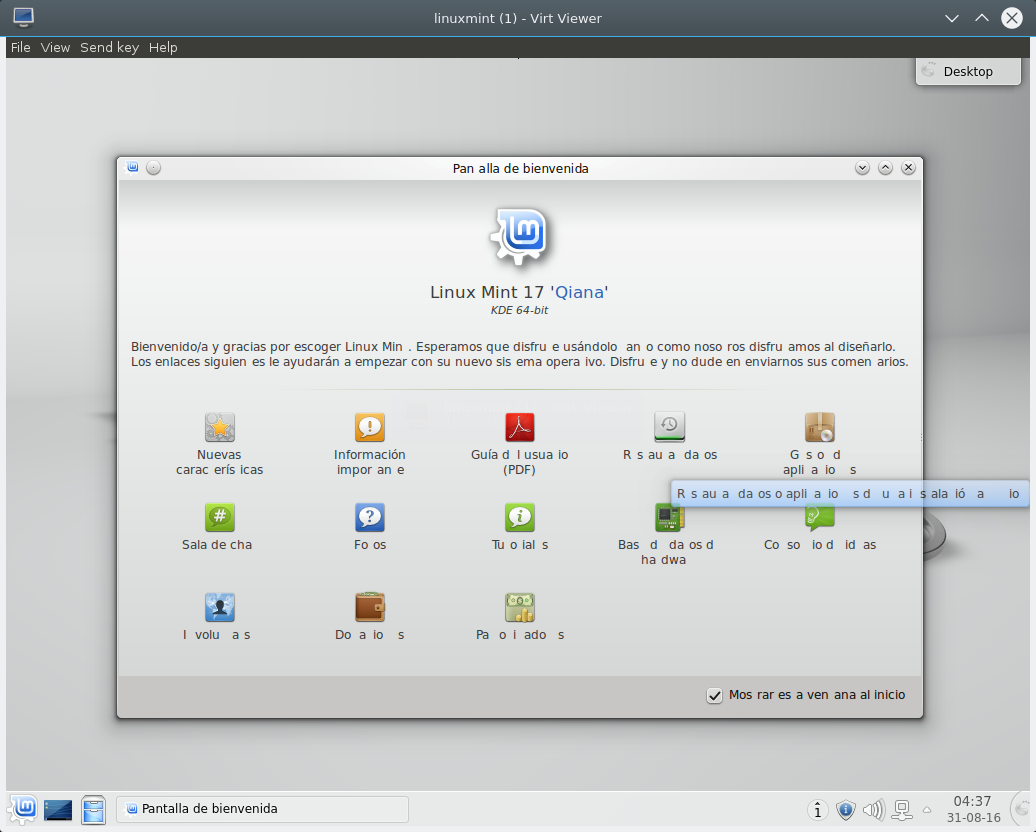 linuxmint (1) - Virt Viewer
File View Send key Help
Desktop
Pan alla de bienvenida
Linux Mint 17 'Qiana'
KDE 64-bit
Bienvenido/a y gracias por escoger Linux Min . Esperamos que disfru e usándolo an o como noso ros disfru amos al diseñarlo.
Los enlaces siguien es le ayudarán a empezar con su nuevo sis ema opera ivo. Disfru e y no dude en enviarnos sus comen arios.
Nuevas
carac erís icas
Información
impor an e
Guía d l usua io
(PDF)
R s au a da os
G s o d
apli a io s
R s au a da os o apli a io s d u a i s ala ió a io
Sala de cha
Fo os
Tu o ial s
Bas d da os d
ha dwa
Co so io d id as
I volu a s
Do a io s
Pa o i ado s
Mos rar es a ven ana al inicio
Pantalla de bienvenida
04:37
31-08-16